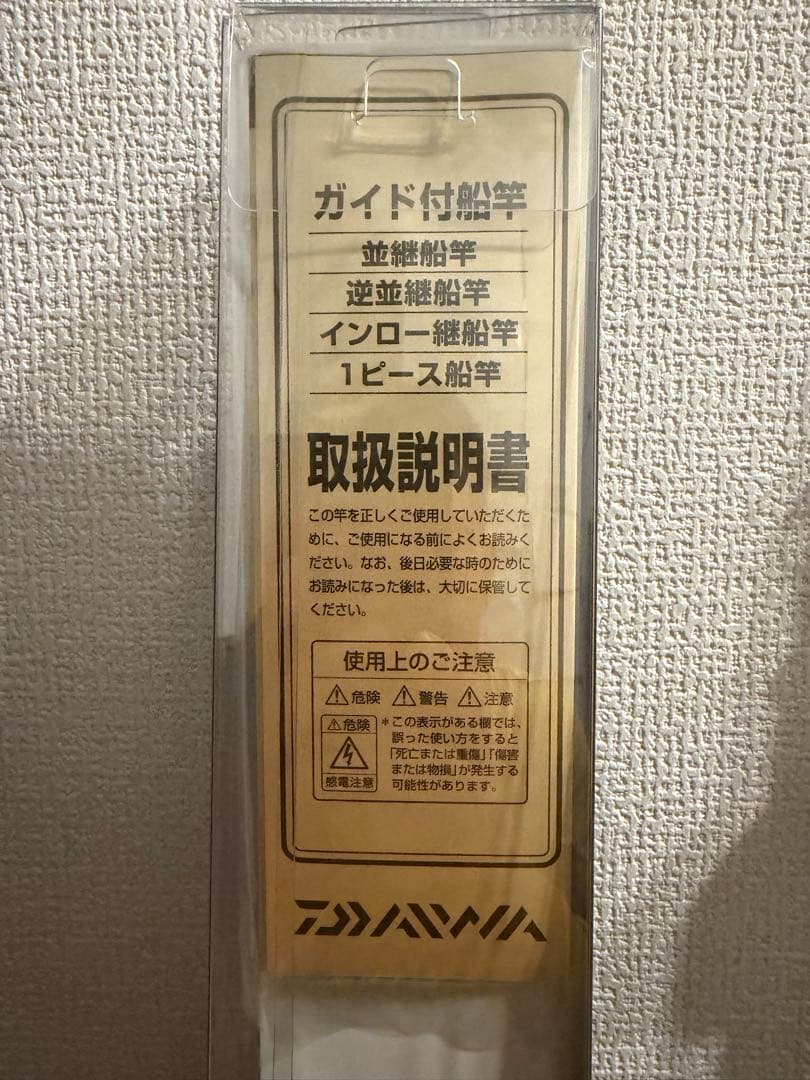 ガイド付船竿
並継船竿
逆並継船竿
インロー継船竿
1ピース船竿
取扱説明書
この竿を正しくご使用していただくた
めに、ご使用になる前によくお読みく
ださい。なお、後日必要な時のために
お読みになった後は、大切に保管して
ください。
使用上のご注意
⚠危険 ⚠警告 ⚠注意
⚠危険
感電注意
*この表示がある欄では、
誤った使い方をすると
「死亡または重傷」「傷害
または物損」が発生する
可能性があります。
DAIWA